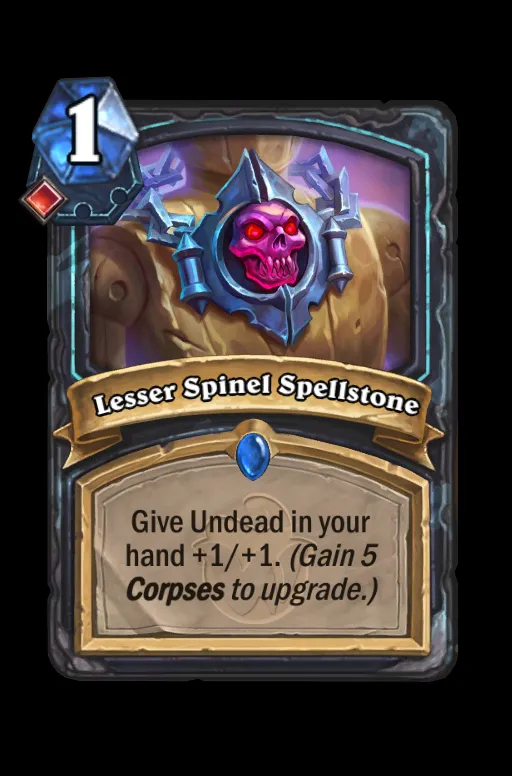 1
Lesser Spinel Spellstone
Give Undead in your
hand +1/+1. (Gain 5
Corpses to upgrade.)